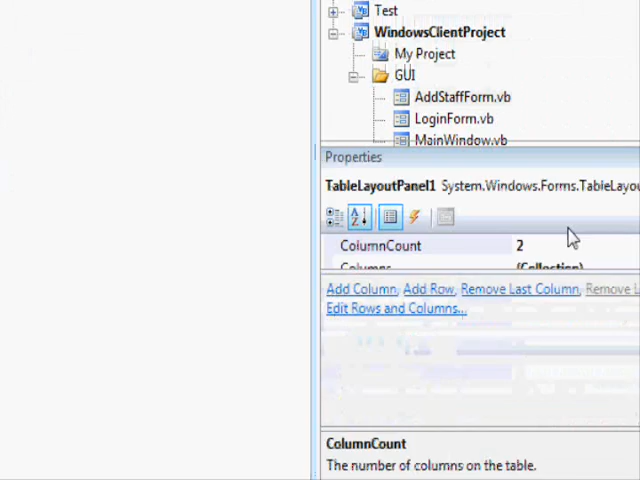 Test
WindowsClientProject
My Project
GUI
AddStaffForm.vb
LoginForm.vb
MainWindow.vb
Properties
TableLayoutPanel1 System.Windows.Forms.TableLayou
ColumnCount 2
Columns (Collection)
Add Column, Add Row, Remove Last Column, Remove L
Edit Rows and Columns...
ColumnCount
The number of columns on the table.